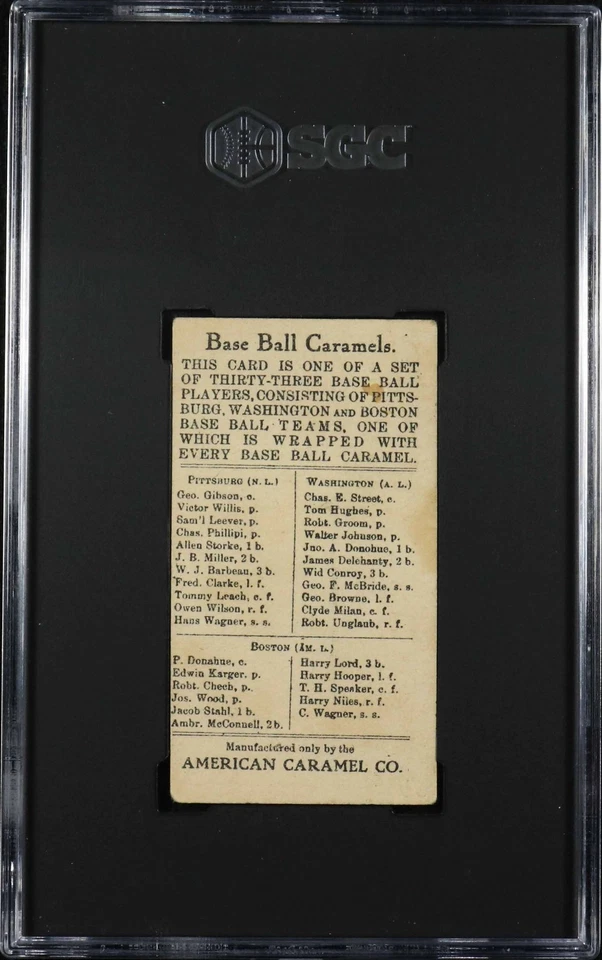 SGC
Base Ball Caramels.
THIS CARD IS ONE OF A SET
OF THIRTY-THREE BASE BALL
PLAYERS, CONSISTING OF PITTS-
BURG, WASHINGTON AND BOSTON
BASE BALL TEAMS, ONE OF
WHICH IS WRAPPED WITH
EVERY BASE BALL CARAMEL.
PITTSBURG (N. L.)
Geo. Gibson, c.
Victor Willis, p.
Sam'l Leever, p.
Chas. Phillipi, p.
Allen Storke, 1 b.
J. B. Miller, 2 b.
W. J. Barbeau, 3 b.
Fred. Clarke, l. f.
Tommy Leach, c. f.
Owen Wilson, r. f.
Hans Wagner, s. s.
WASHINGTON (A. L.)
Chas. E. Street, c.
Tom Hughes, p.
Robt. Groom, p.
Walter Johnson, p.
Jno. A. Donohue, 1 b.
James Delehanty, 2 b.
Wid Conroy, 3 b.
Geo. F. McBride, s. s.
Geo. Browne, l. f.
Clyde Milan, c. f.
Robt. Unglaub, r. f.
BOSTON (AM. L.)
P. Donahue, c.
Edwin Karger. p.
Robt. Chech, p.
Jos. Wood, p.
Jacob Stahl, 1 b.
Ambr. McConnell, 2 b.
Harry Lord, 3 b.
Harry Hooper, l. f.
T. H. Speaker, c. f.
Harry Niles, r. f.
C. Wagner, s. s.
Manufactured only by the
AMERICAN CARAMEL CO.